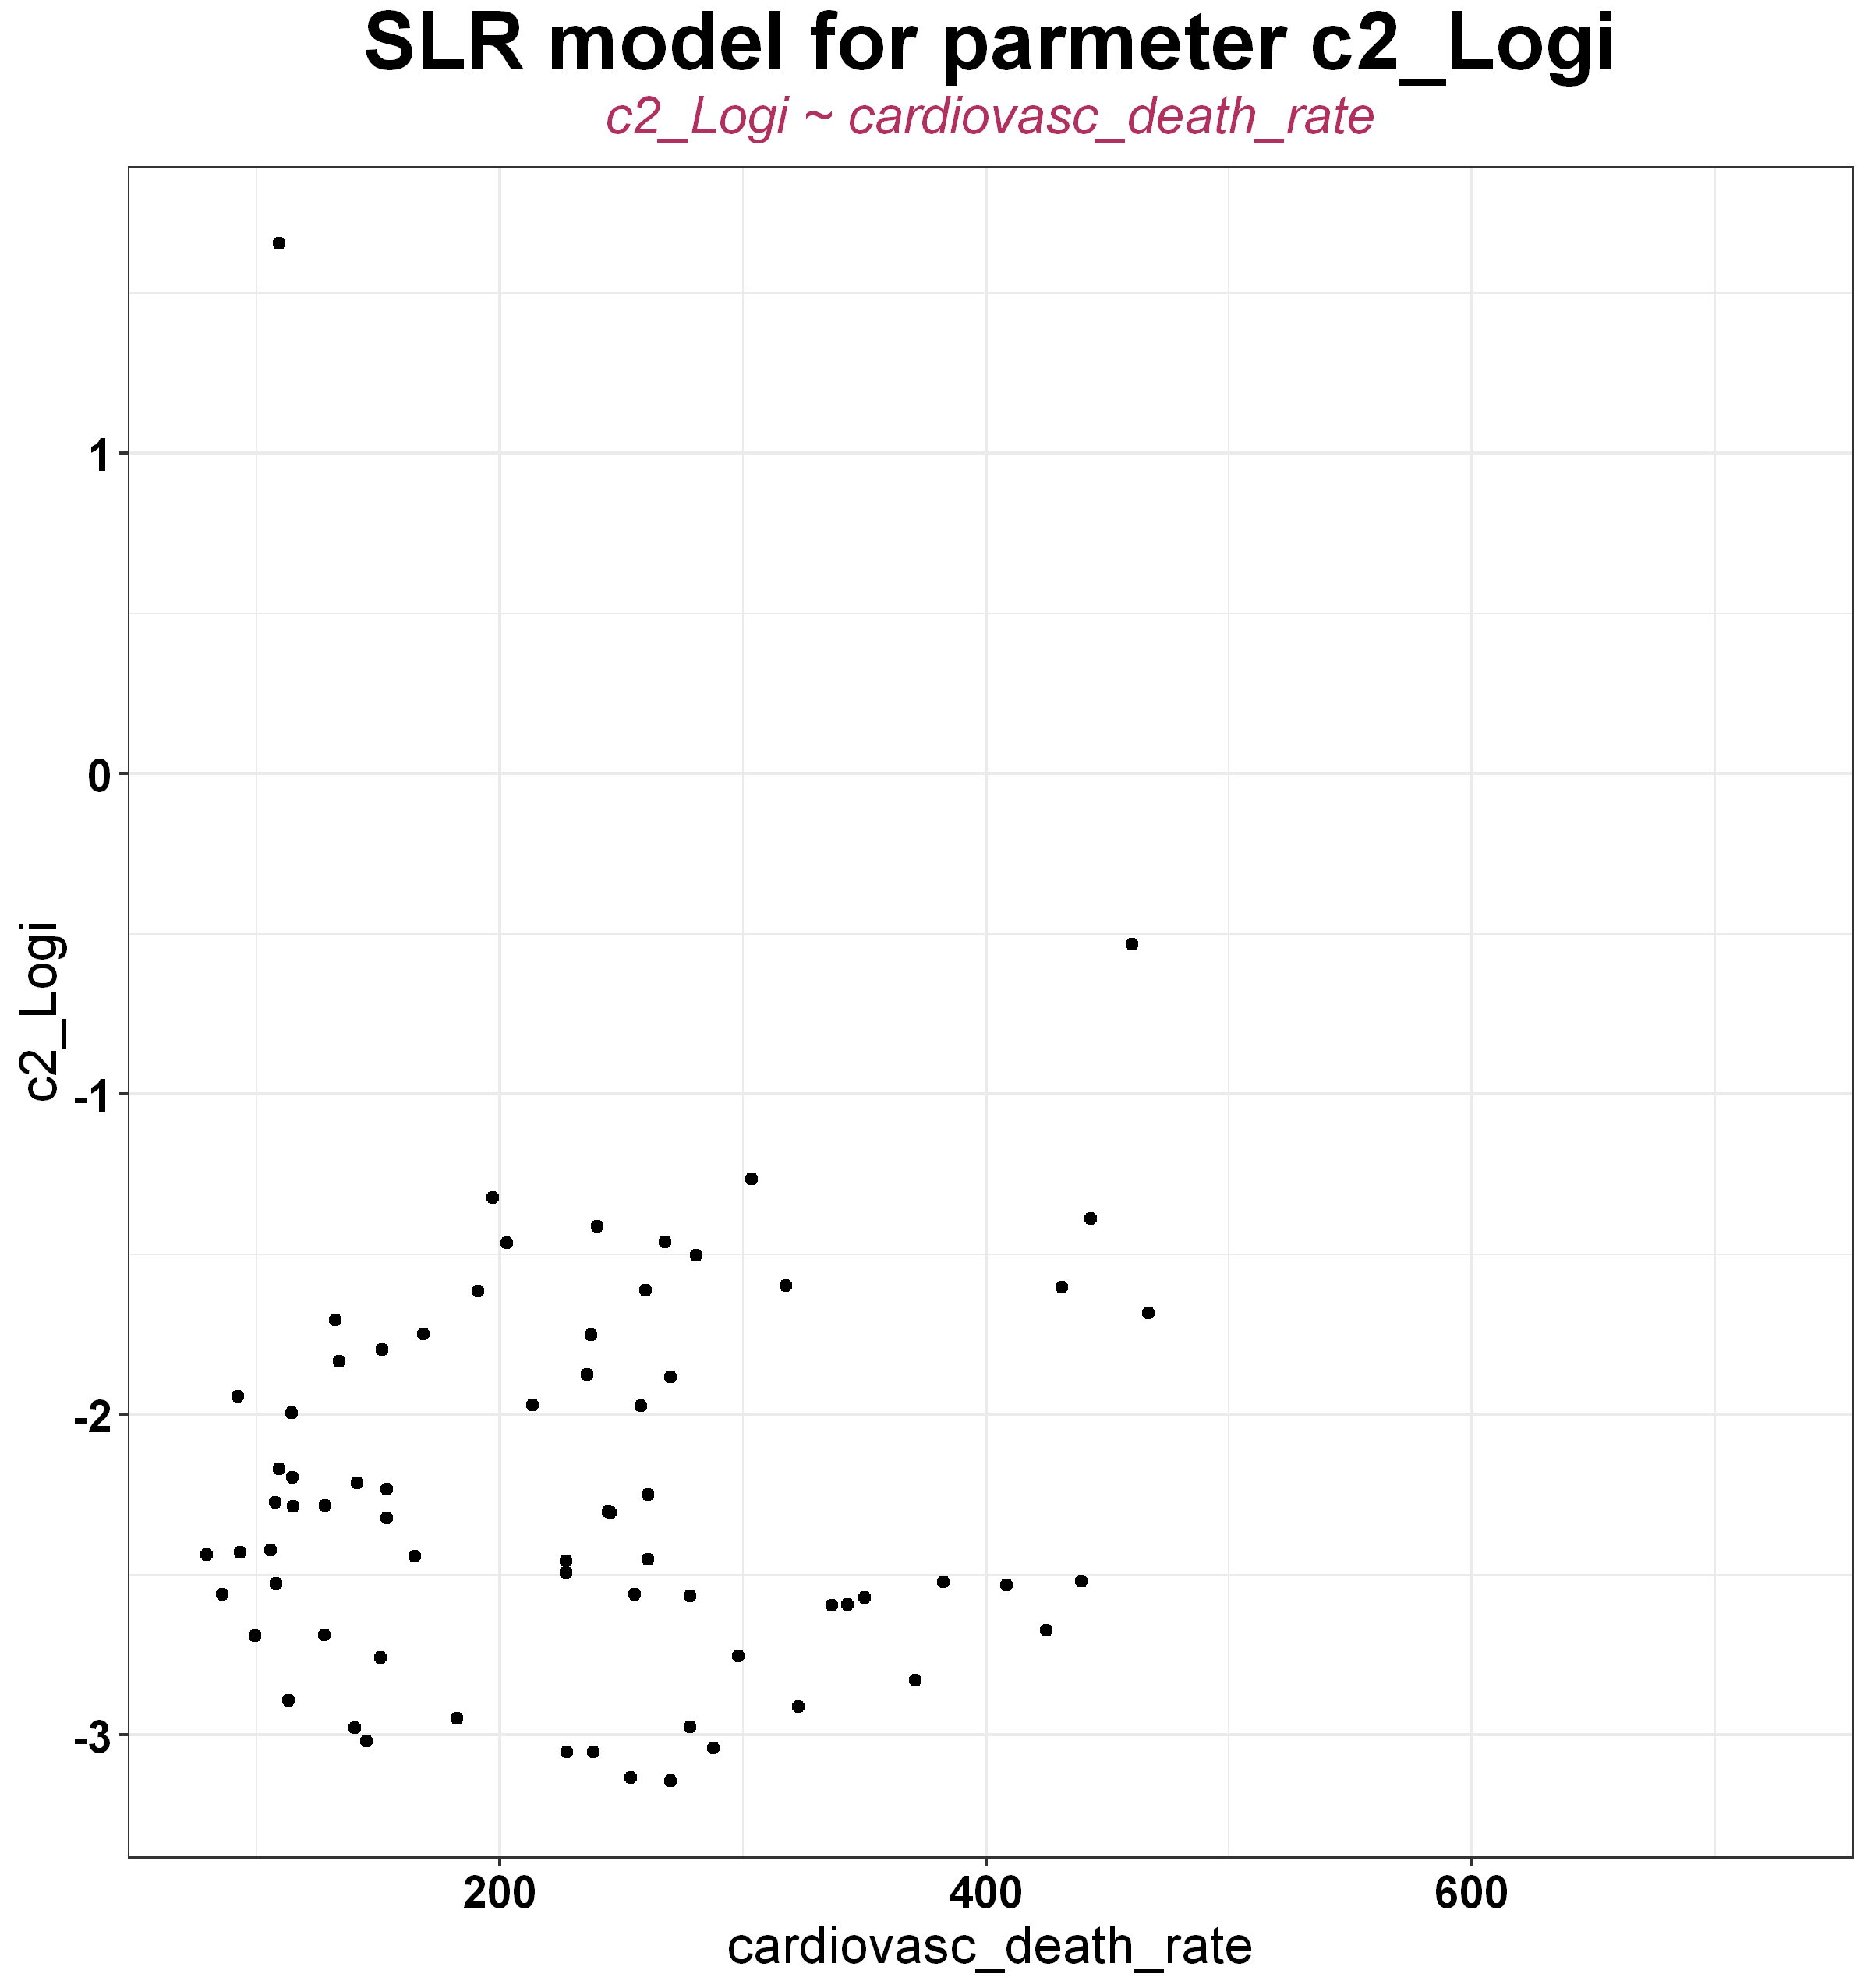 SLR model for parmeter c2_Logi
c2_Logi ~ cardiovasc_death_rate
1
0
-1
-2
-3
c2_Logi
200 400 600
cardiovasc_death_rate